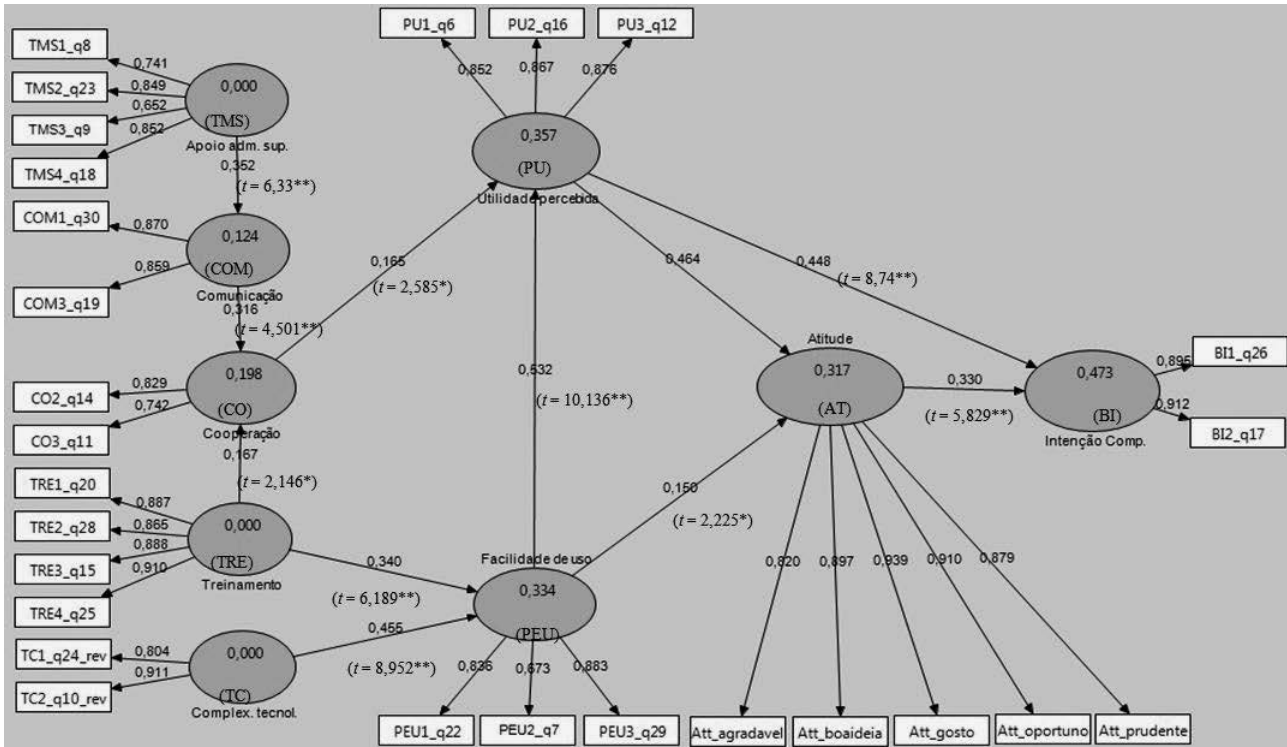 PU1_q6
PU2_q16
PU3_q12
0,852
0,867
0,876
0,357
(PU)
Utilidade percebida
TMS1_q8
TMS2_q23
TMS3_q9
TMS4_q18
0,741
0,849
0,652
0,852
0,000
(TMS)
Apoio adm. sup.
0,352
(t = 6,33**)
COM1_q30
COM3_q19
0,870
0,859
0,124
(COM)
Comunicação
0,316
(t = 4,501**)
0,165
(t = 2,585*)
CO2_q14
CO3_q11
0,829
0,742
0,198
(CO)
Cooperação
0,167
(t = 2,146*)
TRE1_q20
TRE2_q28
TRE3_q15
TRE4_q25
0,887
0,865
0,888
0,910
0,000
(TRE)
Treinamento
0,340
(t = 6,189**)
TC1_q24_rev
TC2_q10_rev
0,804
0,911
0,000
(TC)
Complex. tecnol.
0,455
(t = 8,952**)
0,532
(t = 10,136**)
Facilidade de uso
0,334
(PEU)
0,836
0,673
0,883
PEU1_q22
PEU2_q7
PEU3_q29
0,464
0,448
(t = 8,74**)
0,150
(t = 2,225*)
Atitude
0,317
(AT)
0,330
(t = 5,829**)
0,473
(BI)
Intenção Comp.
0,895
0,912
BI1_q26
BI2_q17
0,820
0,897
0,939
0,910
0,879
Att_agradavel
Att_boaideia
Att_gosto
Att_oportuno
Att_prudente